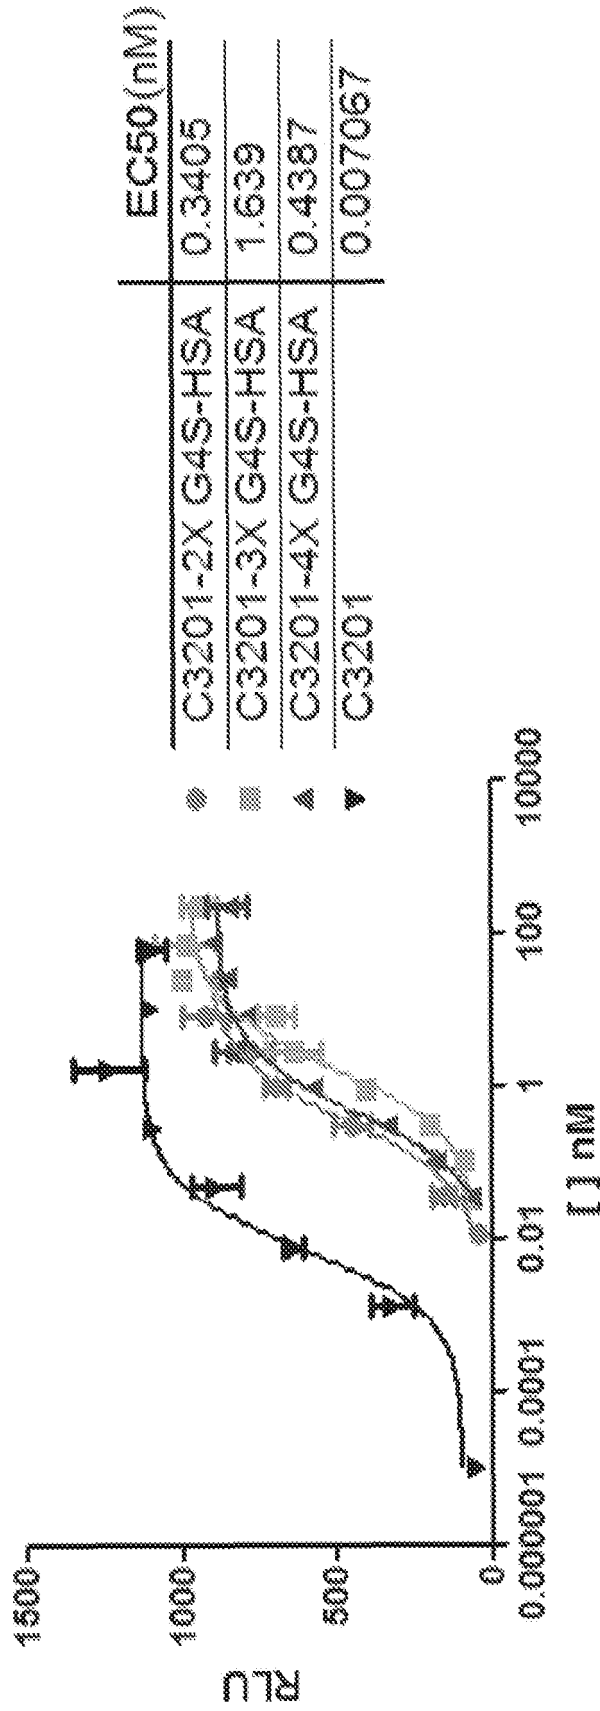 EC50(nM)
C3201-2X G4S-HSA 0.3405
C3201-3X G4S-HSA 1.639
C3201-4X G4S-HSA 0.4387
C3201 0.007067
1500
1000
500
0
RLU
0.000001 0.0001 0.01 1 100 10000
[ ] nM